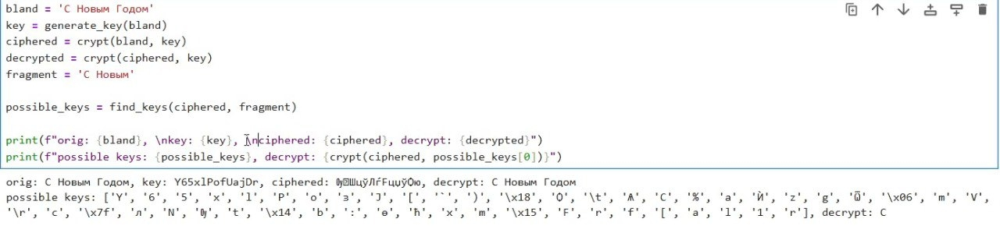 bland = 'С Новым Годом'
key = generate_key(bland)
ciphered = crypt(bland, key)
decrypted = crypt(ciphered, key)
fragment = 'С Новым'
possible_keys = find_keys(ciphered, fragment)
print(f"orig: {bland}, \nkey: {key}, \nciphered: {ciphered}, decrypt: {decrypted}")
print(f"possible keys: {possible_keys}, decrypt: {crypt(ciphered, possible_keys[0])}")
orig: С Новым Годом, key: Y65xlPofUajDr, ciphered: decrypt: С Новым Годом
possible keys: ['Y', '6', '5', 'x', 'l', 'P', 'o', 'з', 'J', '[', '`', ')', '\x18', 'Q', '\t', 'Ѧ', 'C', '%', 'a', 'Ѝ', 'z', 'g', 'Ѿ', '\x06', 'm', 'V',
'\r', 'c', '\x7f', 'л', 'N', 'Ѹ', 't', '\x14', 'b', ':', 'ө', 'ћ', 'x', 'm', '\x15', 'F', 'r', 'f', '[', 'a', 'l', '1', 'r'], decrypt: С